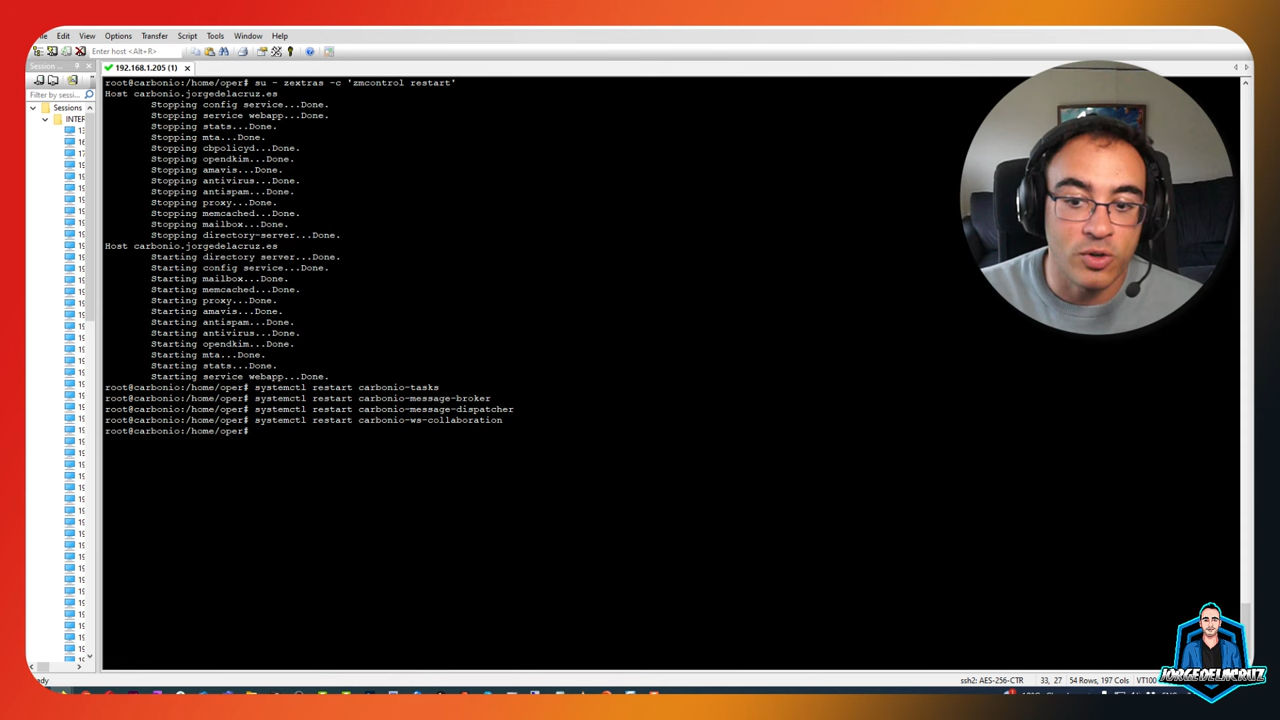 File Edit View Options Transfer Script Tools Window Help
Enter host <Alt+R>
Session...
192.168.1.205 (1)
Filter by sessi...
Sessions
INTER
root@carbonio:/home/oper# su - zextras -c 'zmcontrol restart'
Host carbonio.jorgedelacruz.es
Stopping config service...Done.
Stopping service webapp...Done.
Stopping stats...Done.
Stopping mta...Done.
Stopping cbpolicyd...Done.
Stopping opendkim...Done.
Stopping amavis...Done.
Stopping antivirus...Done.
Stopping antispam...Done.
Stopping proxy...Done.
Stopping memcached...Done.
Stopping mailbox...Done.
Stopping directory-server...Done.
Host carbonio.jorgedelacruz.es
Starting directory server...Done.
Starting config service...Done.
Starting mailbox...Done.
Starting memcached...Done.
Starting proxy...Done.
Starting amavis...Done.
Starting antispam...Done.
Starting antivirus...Done.
Starting opendkim...Done.
Starting mta...Done.
Starting stats...Done.
Starting service webapp...Done.
root@carbonio:/home/oper# systemctl restart carbonio-tasks
root@carbonio:/home/oper# systemctl restart carbonio-message-broker
root@carbonio:/home/oper# systemctl restart carbonio-message-dispatcher
root@carbonio:/home/oper# systemctl restart carbonio-ws-collaboration
root@carbonio:/home/oper#
ssh2: AES-256-CTR 33, 27 54 Rows, 197 Cols VT100
JORGEDELACRUZ